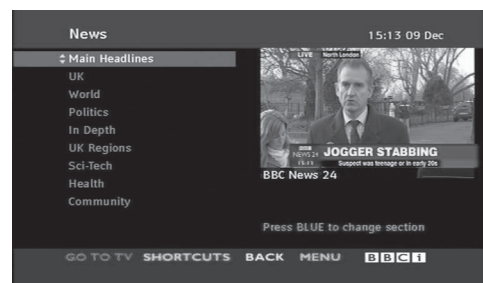 News 15:13 09 Dec
Main Headlines
UK
World
Politics
In Depth
UK Regions
Sci-Tech
Health
Community
LIVE North London
NEWS 24 JOGGER STABBING
15:13 Suspect was teenage or in early 20s
BBC News 24
Press BLUE to change section
GO TO TV SHORTCUTS BACK MENU BBCi